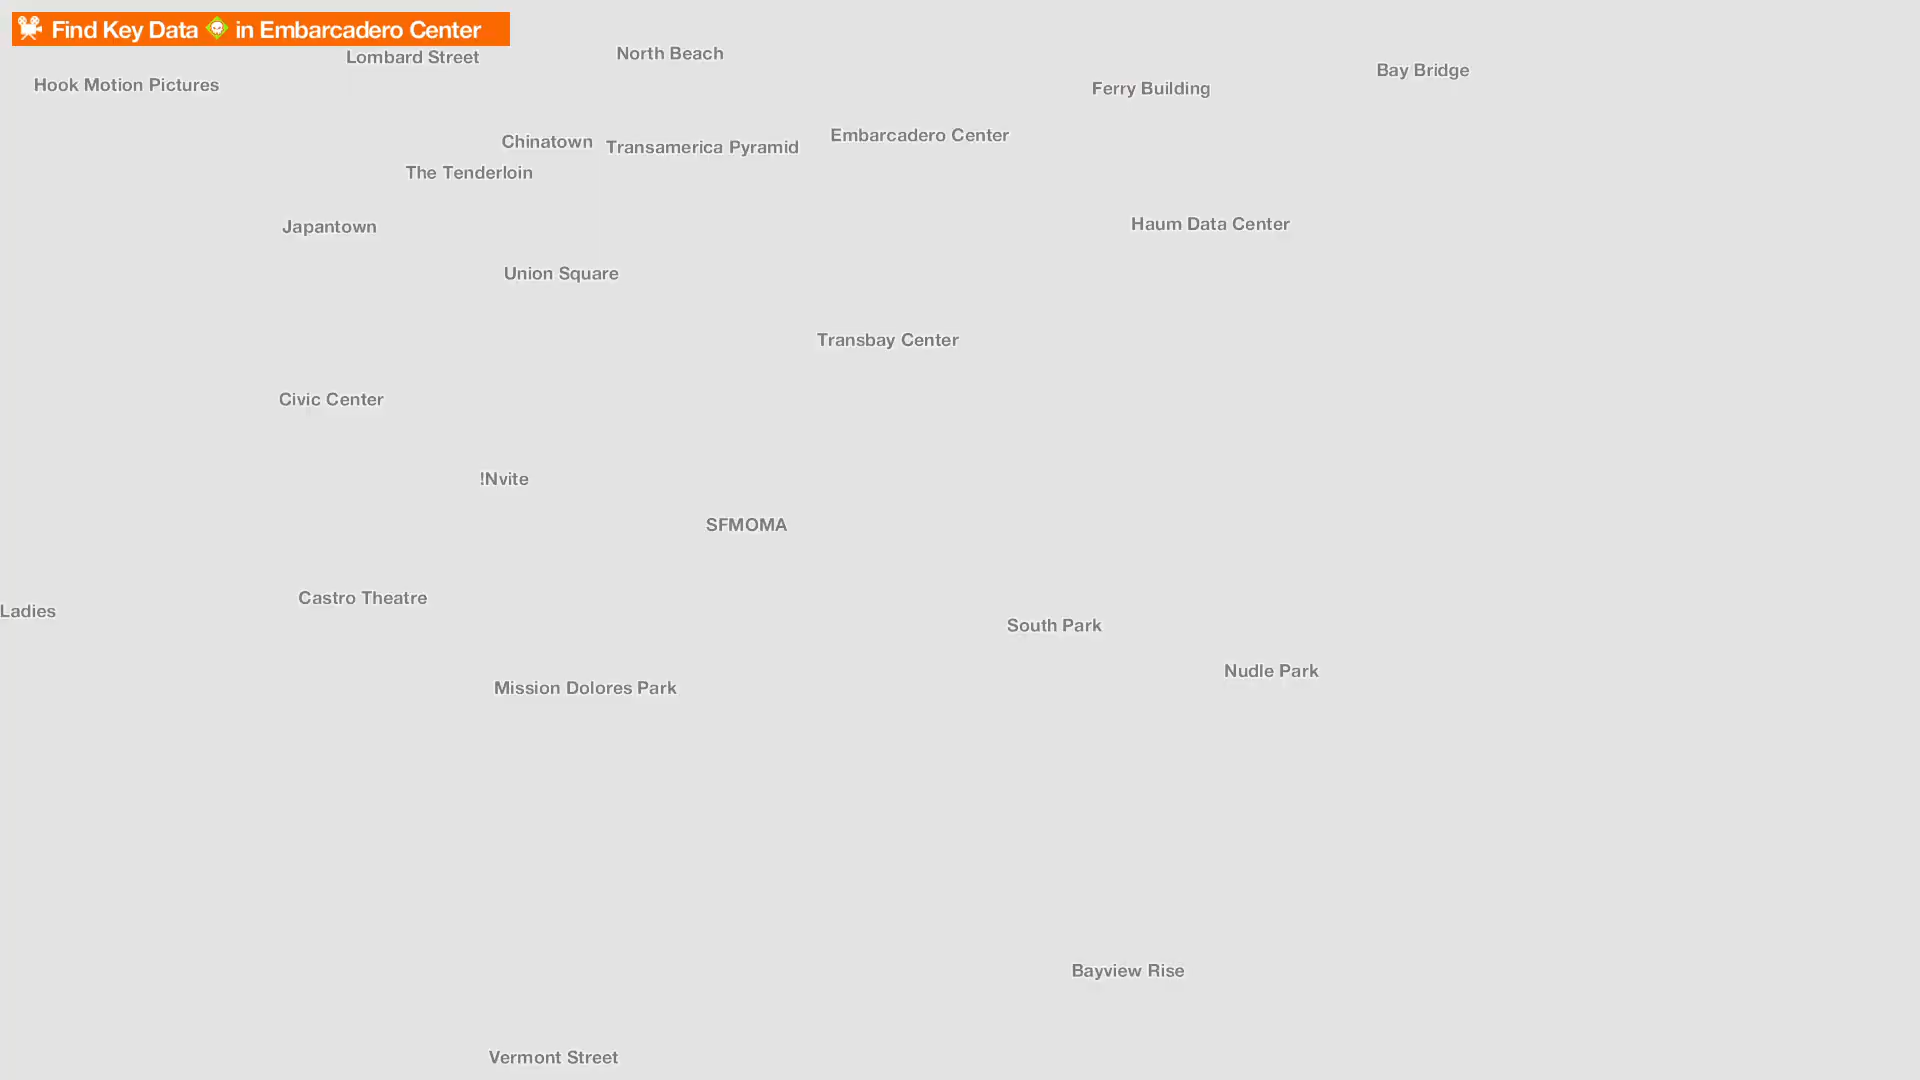 Find Key Data in Embarcadero Center
Lombard Street
North Beach
Bay Bridge
Hook Motion Pictures
Ferry Building
Embarcadero Center
Chinatown
Transamerica Pyramid
The Tenderloin
Japantown
Haum Data Center
Union Square
Transbay Center
Civic Center
!Nvite
SFMOMA
Castro Theatre
Ladies
South Park
Nudle Park
Mission Dolores Park
Bayview Rise
Vermont Street